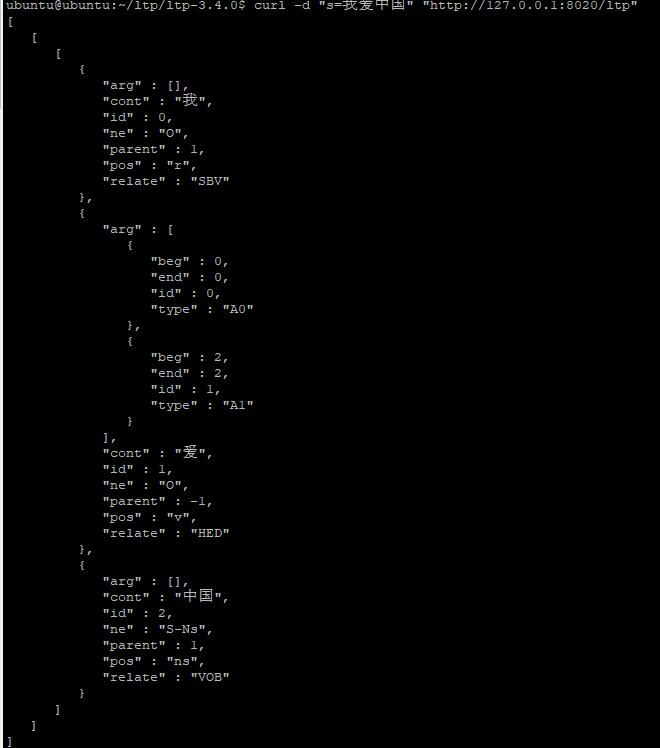 ubuntu@ubuntu:~/ltp/ltp-3.4.0$ curl -d "s=我爱中国" "http://127.0.0.1:8020/ltp"
[
   [
      [
         {
            "arg" : [],
            "cont" : "我",
            "id" : 0,
            "ne" : "O",
            "parent" : 1,
            "pos" : "r",
            "relate" : "SBV"
         },
         {
            "arg" : [
               {
                  "beg" : 0,
                  "end" : 0,
                  "id" : 0,
                  "type" : "A0"
               },
               {
                  "beg" : 2,
                  "end" : 2,
                  "id" : 1,
                  "type" : "A1"
               }
            ],
            "cont" : "爱",
            "id" : 1,
            "ne" : "O",
            "parent" : -1,
            "pos" : "v",
            "relate" : "HED"
         },
         {
            "arg" : [],
            "cont" : "中国",
            "id" : 2,
            "ne" : "S-Ns",
            "parent" : 1,
            "pos" : "ns",
            "relate" : "VOB"
         }
      ]
   ]
]